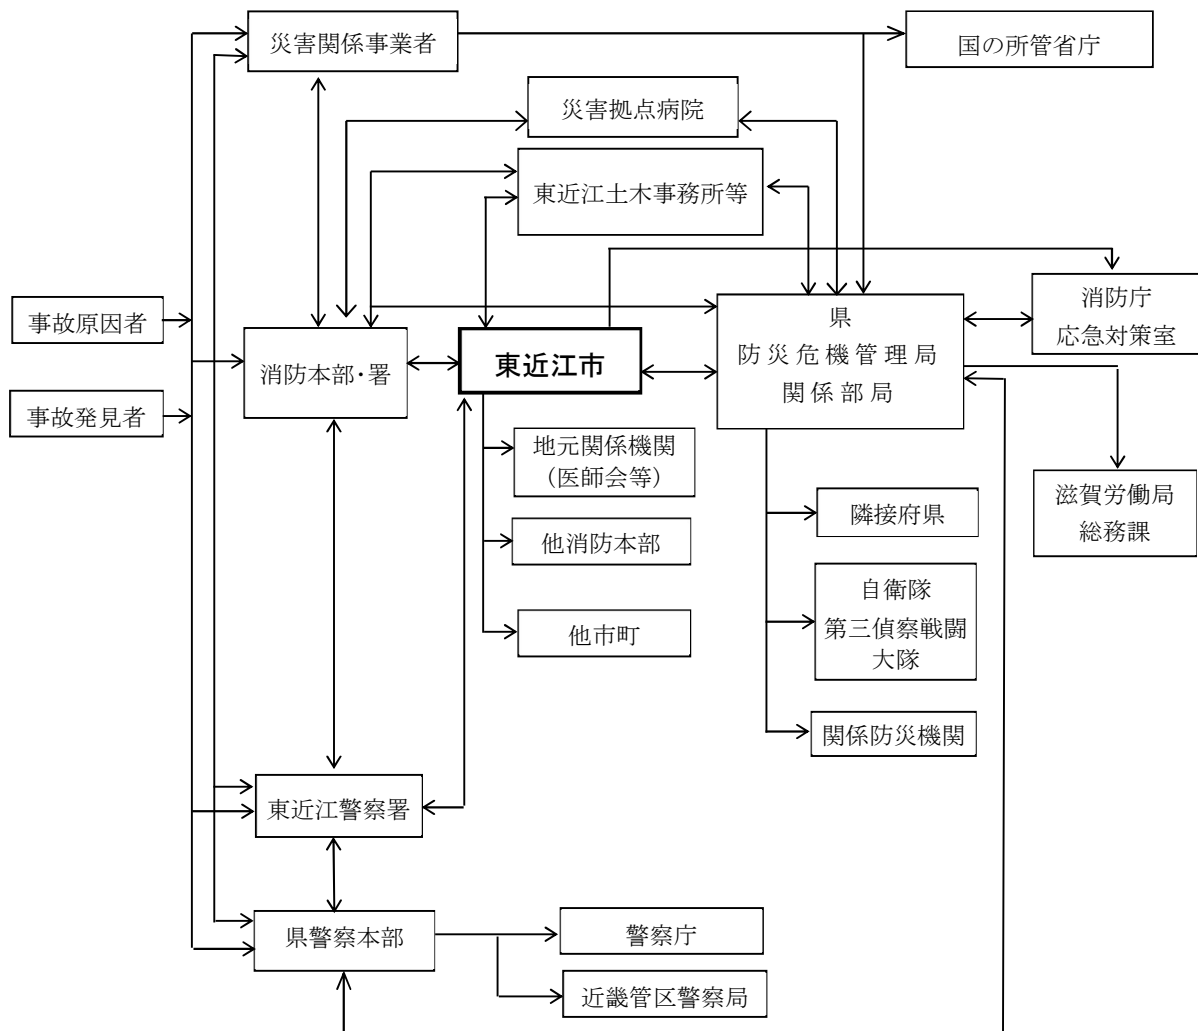 災害関係事業者
国の所管省庁
災害拠点病院
東近江土木事務所等
事故原因者
事故発見者
消防本部・署
東近江市
県
防災危機管理局
関係部局
消防庁
応急対策室
地元関係機関
（医師会等）
他消防本部
他市町
隣接府県
自衛隊
第三偵察戦闘
大隊
関係防災機関
滋賀労働局
総務課
東近江警察署
県警察本部
警察庁
近畿管区警察局